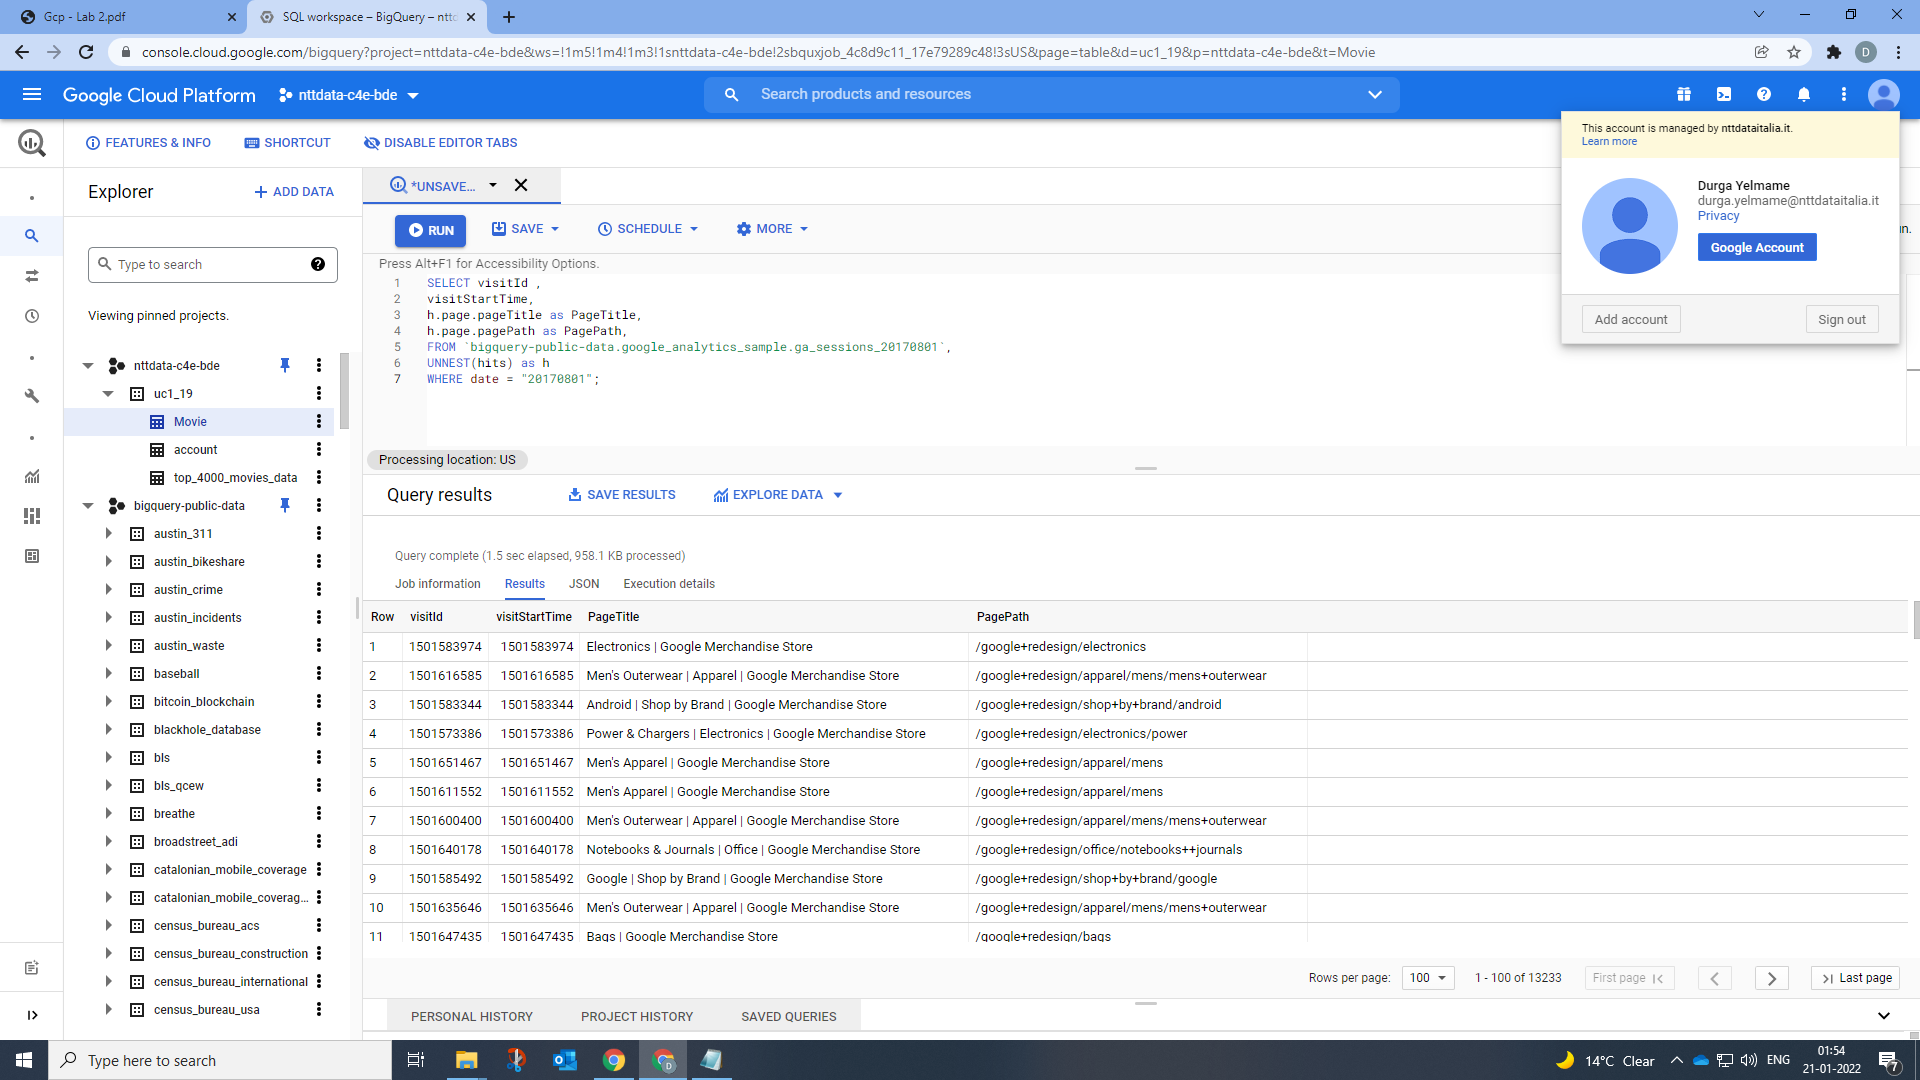 Gcp - Lab 2.pdf
SQL workspace – BigQuery – nttd
console.cloud.google.com/bigquery?project=nttdata-c4e-bde&ws=!1m5!1m4!1m3!1snttdata-c4e-bde!2sbquxjob_4c8d9c11_17e79289c48!3sUS&page=table&d=uc1_19&p=nttdata-c4e-bde&t=Movie
D
Google Cloud Platform
nttdata-c4e-bde
Search products and resources
FEATURES & INFO
SHORTCUT
DISABLE EDITOR TABS
This account is managed by nttdataitalia.it.
Learn more
Durga Yelmame
durga.yelmame@nttdataitalia.it
Privacy
Google Account
Add account
Sign out
Explorer
ADD DATA
Type to search
Viewing pinned projects.
nttdata-c4e-bde
uc1_19
Movie
account
top_4000_movies_data
bigquery-public-data
austin_311
austin_bikeshare
austin_crime
austin_incidents
austin_waste
baseball
bitcoin_blockchain
blackhole_database
bls
bls_qcew
breathe
broadstreet_adi
catalonian_mobile_coverage
catalonian_mobile_coverag...
census_bureau_acs
census_bureau_construction
census_bureau_international
census_bureau_usa
*UNSAVE...
RUN
SAVE
SCHEDULE
MORE
n.
Press Alt+F1 for Accessibility Options.
1 SELECT visitId ,
2 visitStartTime,
3 h.page.pageTitle as PageTitle,
4 h.page.pagePath as PagePath,
5 FROM `bigquery-public-data.google_analytics_sample.ga_sessions_20170801`,
6 UNNEST(hits) as h
7 WHERE date = "20170801";
Processing location: US
Query results
SAVE RESULTS
EXPLORE DATA
Query complete (1.5 sec elapsed, 958.1 KB processed)
Job information Results JSON Execution details
Row visitId visitStartTime PageTitle PagePath
1 1501583974 1501583974 Electronics | Google Merchandise Store /google+redesign/electronics
2 1501616585 1501616585 Men's Outerwear | Apparel | Google Merchandise Store /google+redesign/apparel/mens/mens+outerwear
3 1501583344 1501583344 Android | Shop by Brand | Google Merchandise Store /google+redesign/shop+by+brand/android
4 1501573386 1501573386 Power & Chargers | Electronics | Google Merchandise Store /google+redesign/electronics/power
5 1501651467 1501651467 Men's Apparel | Google Merchandise Store /google+redesign/apparel/mens
6 1501611552 1501611552 Men's Apparel | Google Merchandise Store /google+redesign/apparel/mens
7 1501600400 1501600400 Men's Outerwear | Apparel | Google Merchandise Store /google+redesign/apparel/mens/mens+outerwear
8 1501640178 1501640178 Notebooks & Journals | Office | Google Merchandise Store /google+redesign/office/notebooks++journals
9 1501585492 1501585492 Google | Shop by Brand | Google Merchandise Store /google+redesign/shop+by+brand/google
10 1501635646 1501635646 Men's Outerwear | Apparel | Google Merchandise Store /google+redesign/apparel/mens/mens+outerwear
11 1501647435 1501647435 Bags | Google Merchandise Store /google+redesign/bags
Rows per page: 100 1 - 100 of 13233 First page Last page
PERSONAL HISTORY PROJECT HISTORY SAVED QUERIES
Type here to search
14°C Clear
ENG
01:54
21-01-2022
7